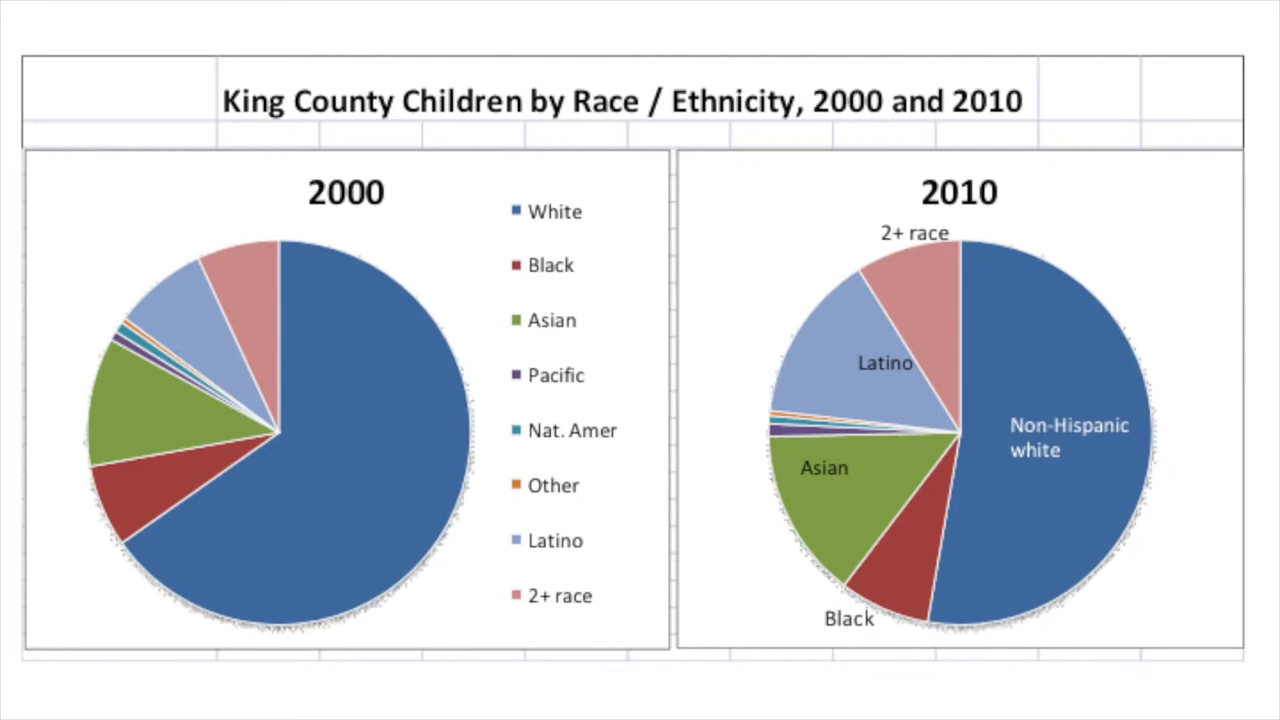 King County Children by Race / Ethnicity, 2000 and 2010
2000
White
Black
Asian
Pacific
Nat. Amer
Other
Latino
2+ race
2010
2+ race
Latino
Non-Hispanic
white
Asian
Black